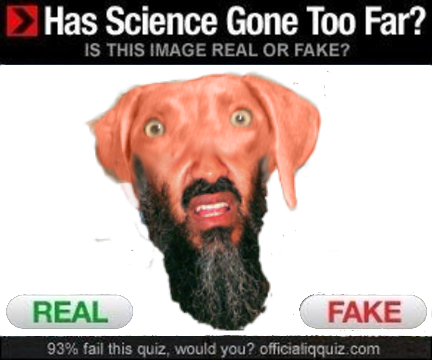 Has Science Gone Too Far?
IS THIS IMAGE REAL OR FAKE?
REAL
FAKE
93% fail this quiz, would you? officialiqquiz.com